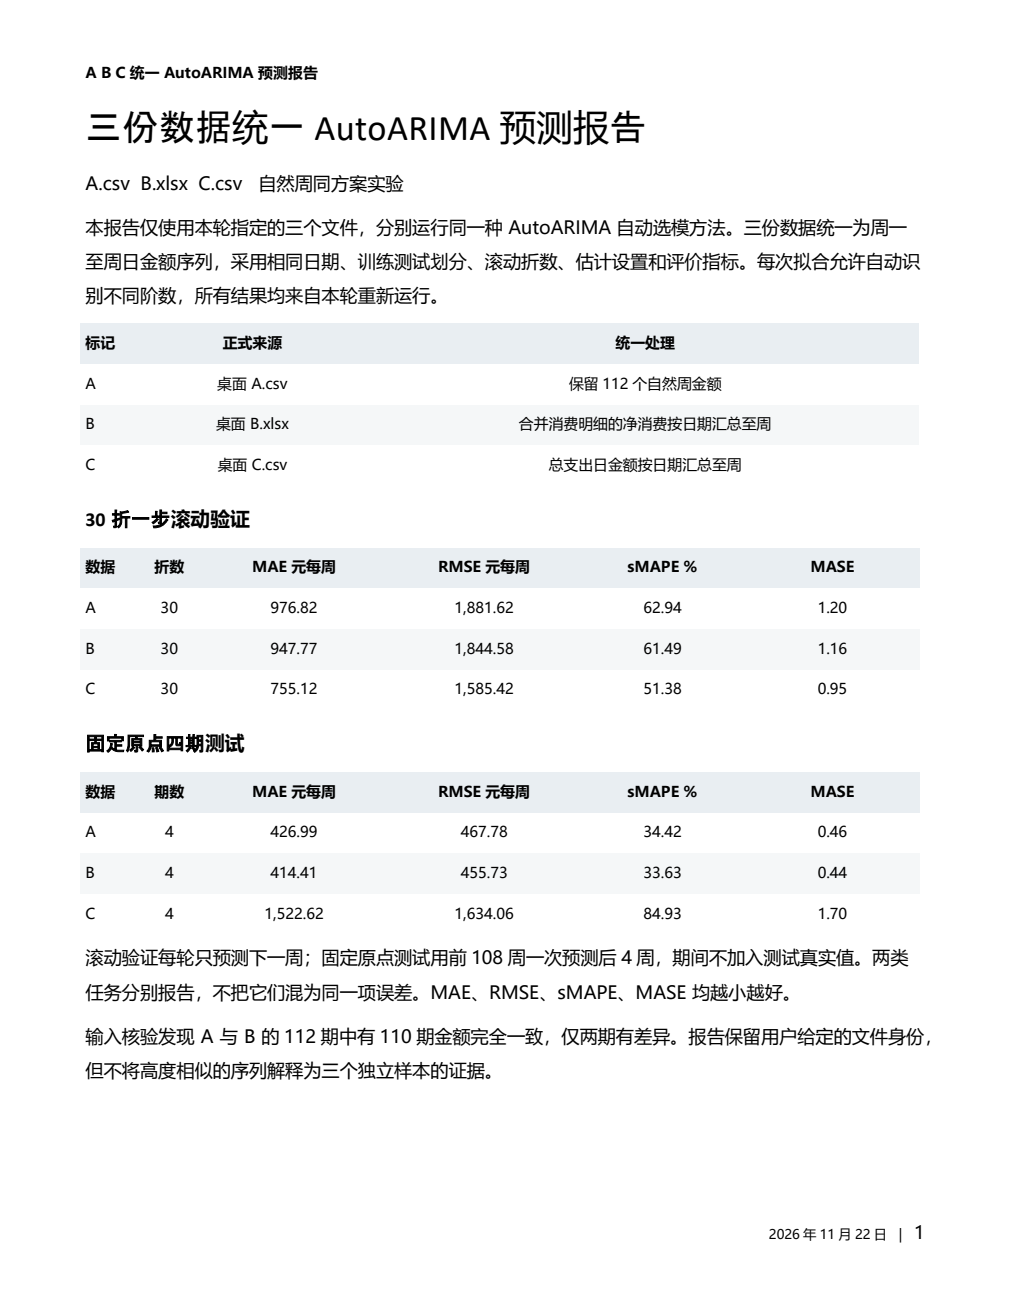 A B C 统一 AutoARIMA 预测报告
三份数据统一 AutoARIMA 预测报告
A.csv B.xlsx C.csv 自然周同方案实验
本报告仅使用本轮指定的三个文件，分别运行同一种 AutoARIMA 自动选模方法。三份数据统一为周一
至周日金额序列，采用相同日期、训练测试划分、滚动折数、估计设置和评价指标。每次拟合允许自动识
别不同阶数，所有结果均来自本轮重新运行。
标记 正式来源 统一处理
A 桌面 A.csv 保留 112 个自然周金额
B 桌面 B.xlsx 合并消费明细的净消费按日期汇总至周
C 桌面 C.csv 总支出日金额按日期汇总至周
30 折一步滚动验证
数据 折数 MAE 元每周 RMSE 元每周 sMAPE % MASE
A 30 976.82 1,881.62 62.94 1.20
B 30 947.77 1,844.58 61.49 1.16
C 30 755.12 1,585.42 51.38 0.95
固定原点四期测试
数据 期数 MAE 元每周 RMSE 元每周 sMAPE % MASE
A 4 426.99 467.78 34.42 0.46
B 4 414.41 455.73 33.63 0.44
C 4 1,522.62 1,634.06 84.93 1.70
滚动验证每轮只预测下一周；固定原点测试用前 108 周一次预测后 4 周，期间不加入测试真实值。两类
任务分别报告，不把它们混为同一项误差。MAE、RMSE、sMAPE、MASE 均越小越好。
输入核验发现 A 与 B 的 112 期中有 110 期金额完全一致，仅两期有差异。报告保留用户给定的文件身份，
但不将高度相似的序列解释为三个独立样本的证据。
2026 年 11 月 22 日 | 1